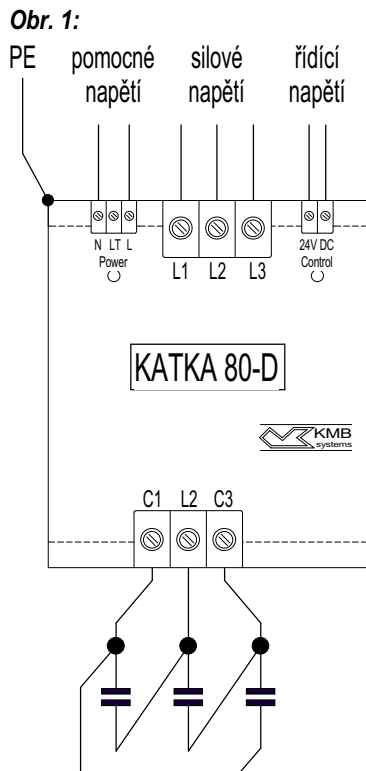 Obr. 1:
PE
pomocné
napětí
silové
napětí
řídící
napětí
N LT L
Power
L1 L2 L3
24V DC
Control
KATKA 80-D
KMB
systems
C1 L2 C3